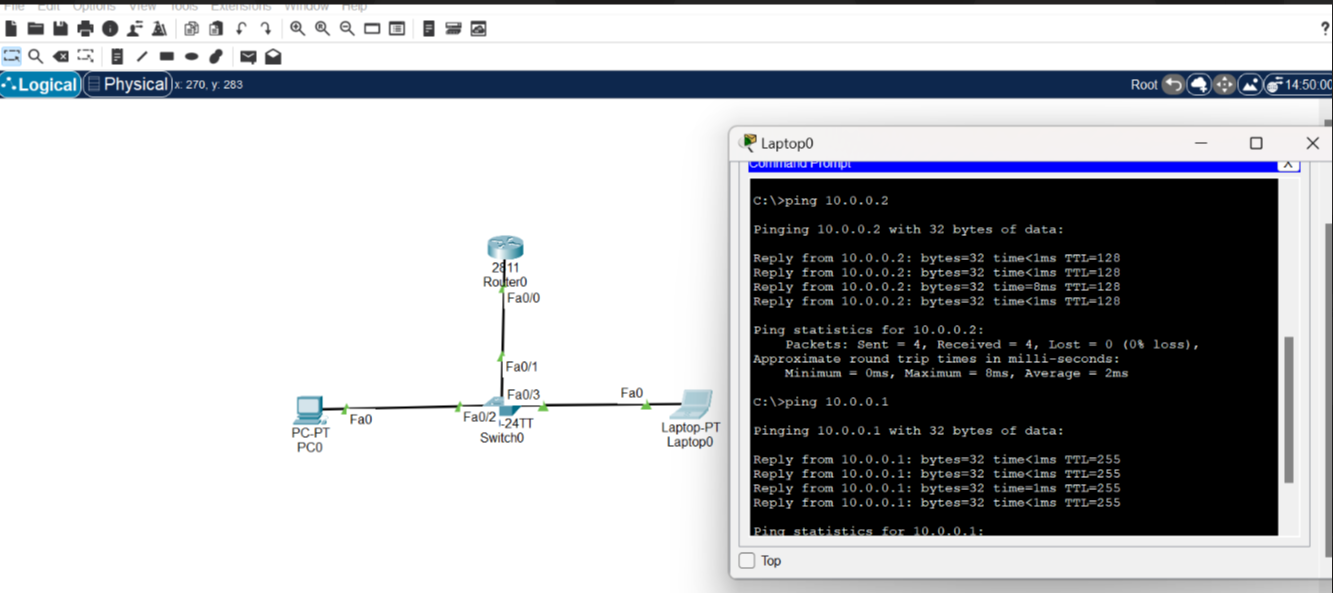 File Edit Options View Tools Extensions Window Help
?
Logical Physical x: 270, y: 283
Root 14:50:00
Laptop0
Command Prompt X
C:\>ping 10.0.0.2
Pinging 10.0.0.2 with 32 bytes of data:
Reply from 10.0.0.2: bytes=32 time<1ms TTL=128
Reply from 10.0.0.2: bytes=32 time<1ms TTL=128
Reply from 10.0.0.2: bytes=32 time=8ms TTL=128
Reply from 10.0.0.2: bytes=32 time<1ms TTL=128
Ping statistics for 10.0.0.2:
Packets: Sent = 4, Received = 4, Lost = 0 (0% loss),
Approximate round trip times in milli-seconds:
Minimum = 0ms, Maximum = 8ms, Average = 2ms
C:\>ping 10.0.0.1
Pinging 10.0.0.1 with 32 bytes of data:
Reply from 10.0.0.1: bytes=32 time<1ms TTL=255
Reply from 10.0.0.1: bytes=32 time<1ms TTL=255
Reply from 10.0.0.1: bytes=32 time=1ms TTL=255
Reply from 10.0.0.1: bytes=32 time<1ms TTL=255
Ping statistics for 10.0.0.1:
Top
2811
Router0
Fa0/0
Fa0/1
Fa0/3
Fa0/2
-24TT
Switch0
Fa0
PC-PT
PC0
Fa0
Laptop-PT
Laptop0